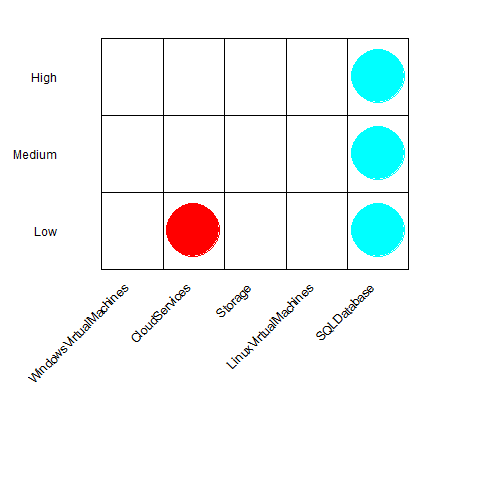 High
Medium
Low
WindowsVirtualMachines
CloudServices
Storage
LinuxVirtualMachines
SQLDatabase